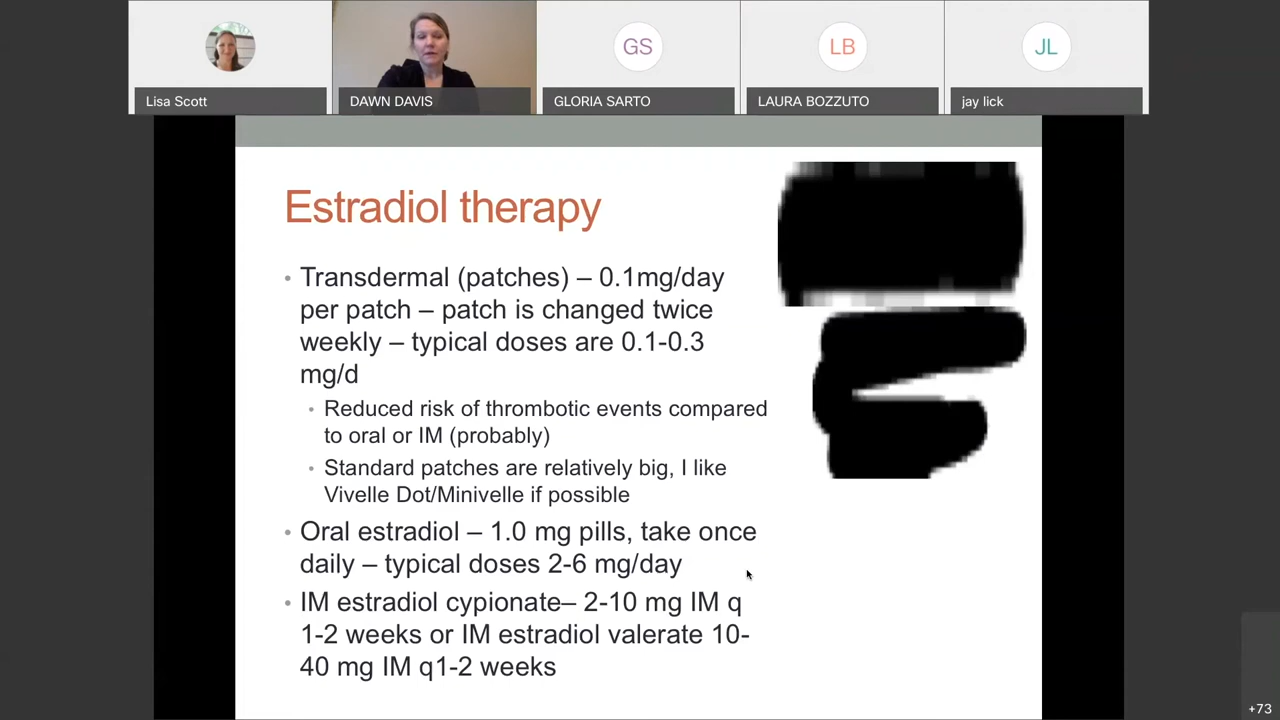 GS
LB
JL
Lisa Scott
DAWN DAVIS
GLORIA SARTO
LAURA BOZZUTO
jay lick
Estradiol therapy
• Transdermal (patches) – 0.1mg/day
per patch – patch is changed twice
weekly – typical doses are 0.1-0.3
mg/d
• Reduced risk of thrombotic events compared
to oral or IM (probably)
• Standard patches are relatively big, I like
Vivelle Dot/Minivelle if possible
• Oral estradiol – 1.0 mg pills, take once
daily – typical doses 2-6 mg/day
• IM estradiol cypionate– 2-10 mg IM q
1-2 weeks or IM estradiol valerate 10-
40 mg IM q1-2 weeks
+73